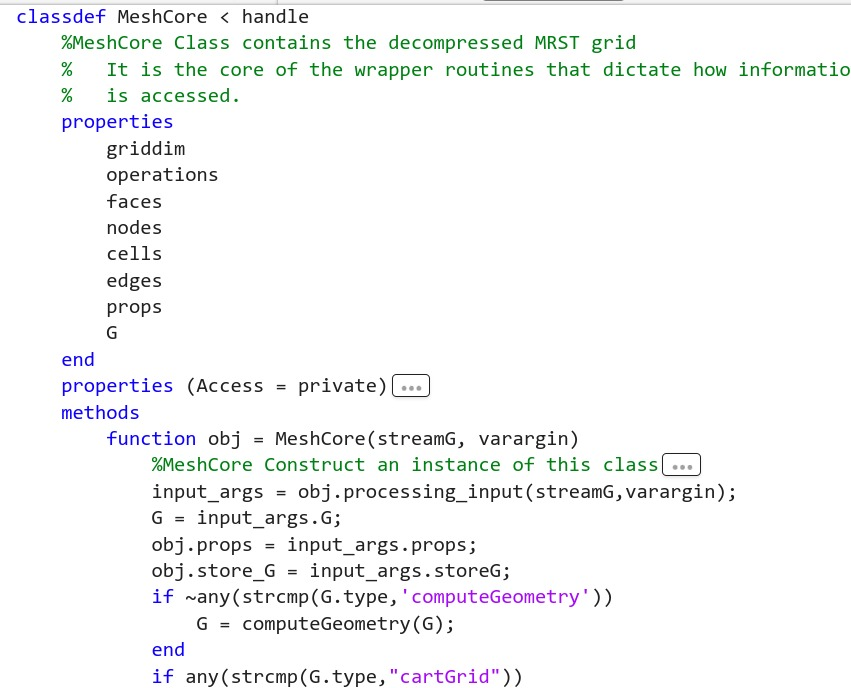 classdef MeshCore < handle
%MeshCore Class contains the decompressed MRST grid
%   It is the core of the wrapper routines that dictate how informatio
%   is accessed.
properties
griddim
operations
faces
nodes
cells
edges
props
G
end
properties (Access = private) ...
methods
function obj = MeshCore(streamG, varargin)
%MeshCore Construct an instance of this class ...
input_args = obj.processing_input(streamG,varargin);
G = input_args.G;
obj.props = input_args.props;
obj.store_G = input_args.storeG;
if ~any(strcmp(G.type,'computeGeometry'))
G = computeGeometry(G);
end
if any(strcmp(G.type,"cartGrid"))